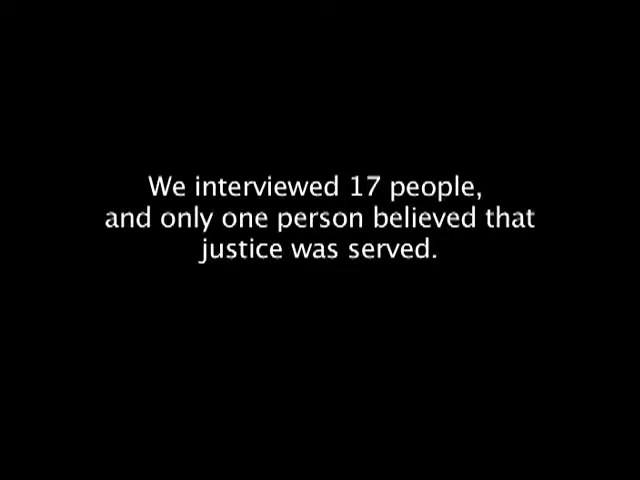 We interviewed 17 people,
and only one person believed that
justice was served.